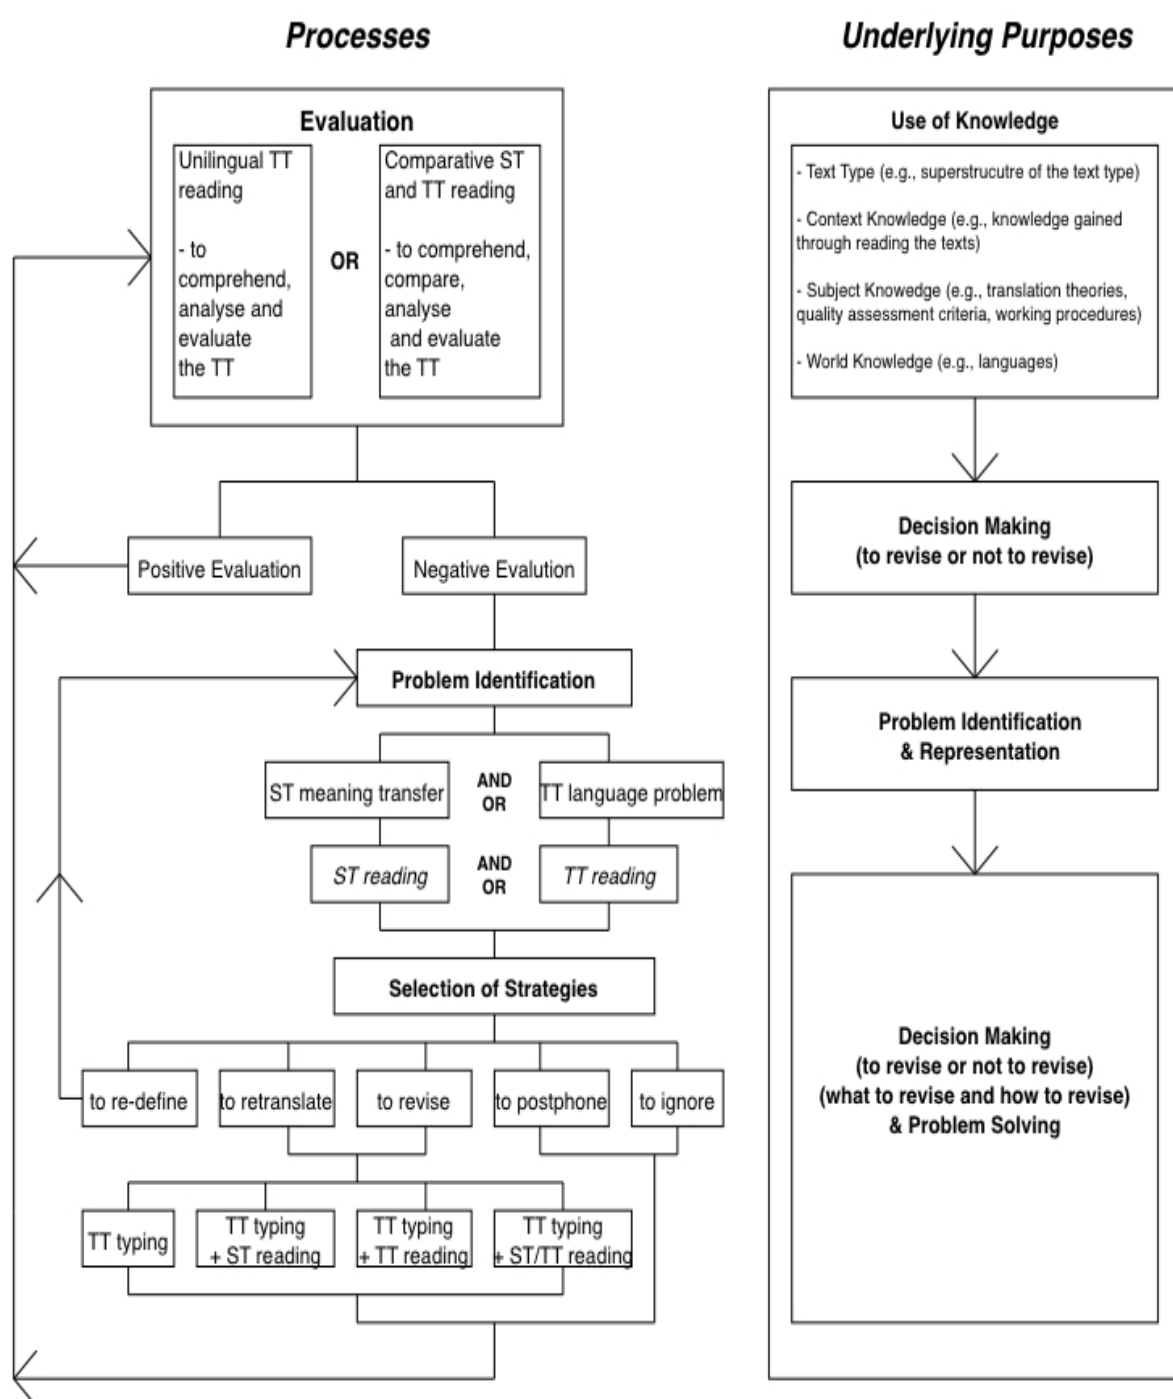 Processes
Underlying Purposes
Evaluation
Unilingual TT
reading
- to
comprehend,
analyse and
evaluate
the TT
OR
Comparative ST
and TT reading
- to comprehend,
compare,
analyse
and evaluate
the TT
Positive Evaluation
Negative Evalution
Problem Identification
ST meaning transfer
AND
OR
TT language problem
ST reading
AND
OR
TT reading
Selection of Strategies
to re-define
to retranslate
to revise
to postphone
to ignore
TT typing
TT typing
+ ST reading
TT typing
+ TT reading
TT typing
+ ST/TT reading
Use of Knowledge
- Text Type (e.g., superstrucutre of the text type)
- Context Knowledge (e.g., knowledge gained
through reading the texts)
- Subject Knowedge (e.g., translation theories,
quality assessment criteria, working procedures)
- World Knowledge (e.g., languages)
Decision Making
(to revise or not to revise)
Problem Identification
& Representation
Decision Making
(to revise or not to revise)
(what to revise and how to revise)
& Problem Solving